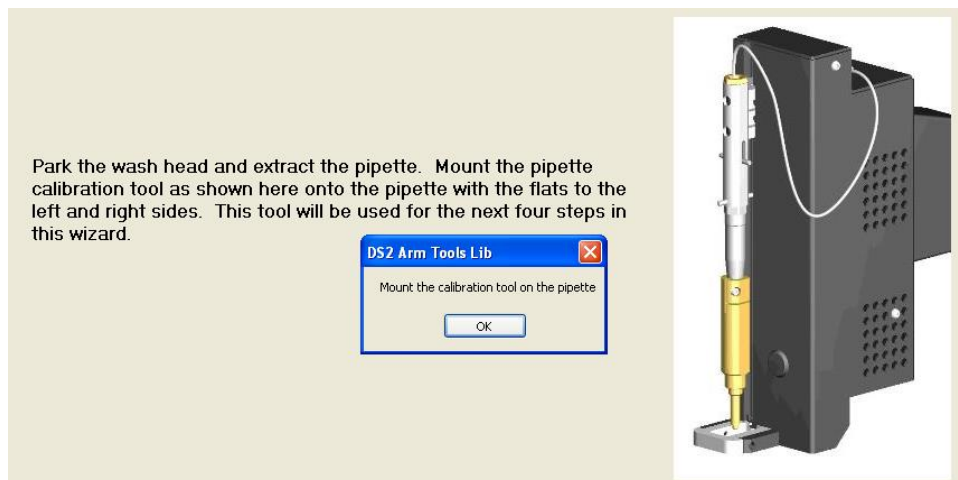 Park the wash head and extract the pipette.  Mount the pipette
calibration tool as shown here onto the pipette with the flats to the
left and right sides.  This tool will be used for the next four steps in
this wizard.
DS2 Arm Tools Lib
Mount the calibration tool on the pipette
OK